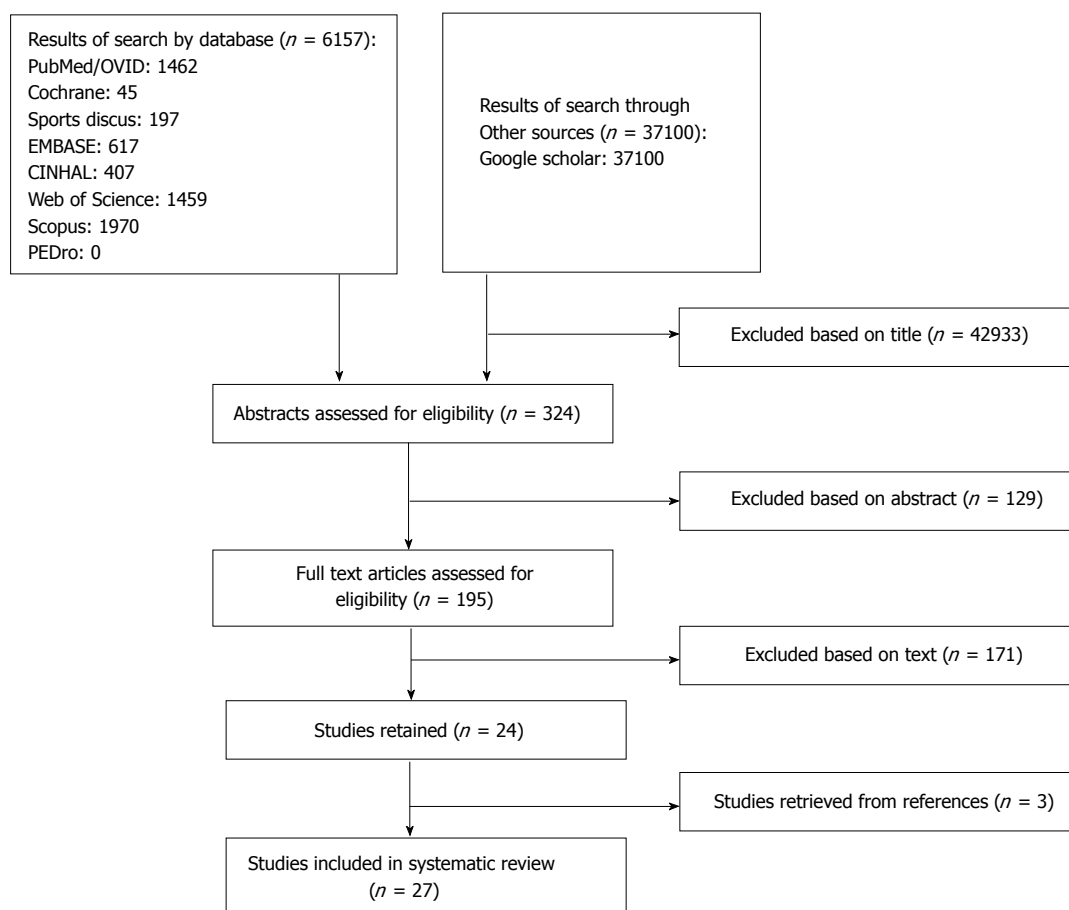 Results of search by database (n = 6157):
PubMed/OVID: 1462
Cochrane: 45
Sports discus: 197
EMBASE: 617
CINHAL: 407
Web of Science: 1459
Scopus: 1970
PEDro: 0
Results of search through
Other sources (n = 37100):
Google scholar: 37100
Excluded based on title (n = 42933)
Abstracts assessed for eligibility (n = 324)
Excluded based on abstract (n = 129)
Full text articles assessed for
eligibility (n = 195)
Excluded based on text (n = 171)
Studies retained (n = 24)
Studies retrieved from references (n = 3)
Studies included in systematic review
(n = 27)